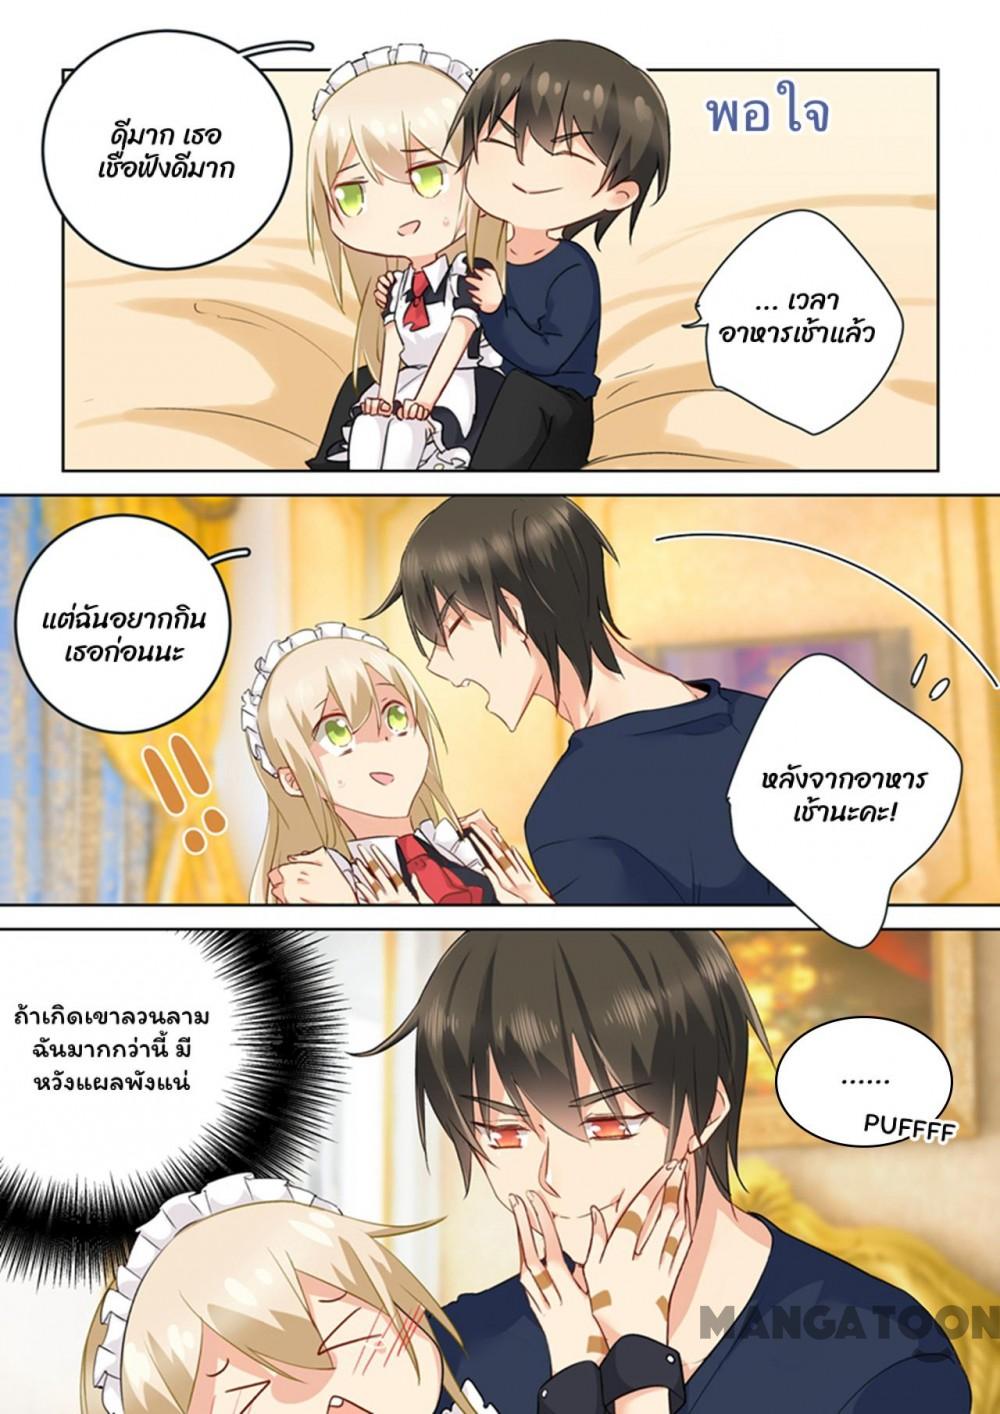 ดีมาก เธอ
เชื่อฟังดีมาก
พอใจ
... เวลา
อาหารเช้าแล้ว
แต่ฉันอยากกิน
เธอก่อนนะ
!!
หลังจากอาหาร
เช้านะคะ!
ถ้าเกิดเขาลวนลาม
ฉันมากกว่านี้ มี
หวังแผลพังแน่
......
PUFFFF
MANGATOON